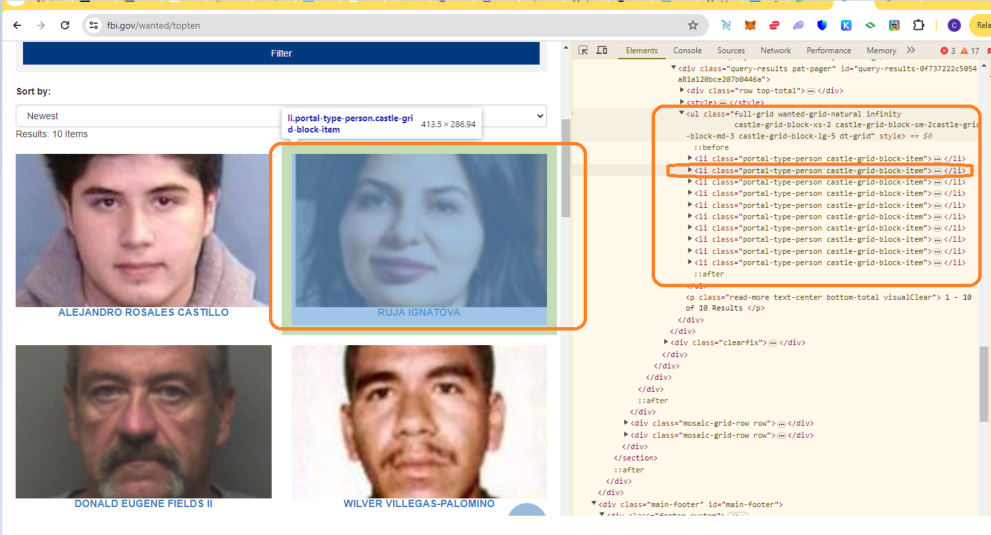 fbi.gov/wanted/topten
Rela
Filter
Sort by:
Newest
Results: 10 Items
li.portal-type-person.castle-gri
d-block-item
413.5 × 286.94
ALEJANDRO ROSALES CASTILLO
RUJA IGNATOVA
DONALD EUGENE FIELDS II
WILVER VILLEGAS-PALOMINO
Elements Console Sources Network Performance Memory 3 17
<div class="query-results pat-pager" id="query-results-0f737222c5054
a81a120bce207b0446a">
<div class="row top-total"> </div>
<style> </style>
<ul class="full-grid wanted-grid-natural infinity
castle-grid-block-xs-2 castle-grid-block-sm-2castle-grid
-block-md-3 castle-grid-block-lg-5 dt-grid" style> == $0
::before
<li class="portal-type-person castle-grid-block-item"> </li>
<li class="portal-type-person castle-grid-block-item"> </li>
<li class="portal-type-person castle-grid-block-item"> </li>
<li class="portal-type-person castle-grid-block-item"> </li>
<li class="portal-type-person castle-grid-block-item"> </li>
<li class="portal-type-person castle-grid-block-item"> </li>
<li class="portal-type-person castle-grid-block-item"> </li>
<li class="portal-type-person castle-grid-block-item"> </li>
<li class="portal-type-person castle-grid-block-item"> </li>
<li class="portal-type-person castle-grid-block-item"> </li>
::after
</ul>
<p class="read-more text-center bottom-total visualClear"> 1 - 10
of 10 Results </p>
</div>
</div>
<div class="clearfix"> </div>
</div>
</div>
</div>
</div>
::after
</div>
<div class="mosaic-grid-row row"> </div>
<div class="mosaic-grid-row row"> </div>
</div>
</section>
::after
</div>
</div>
<div class="main-footer" id="main-footer">
<div class="footer-system">